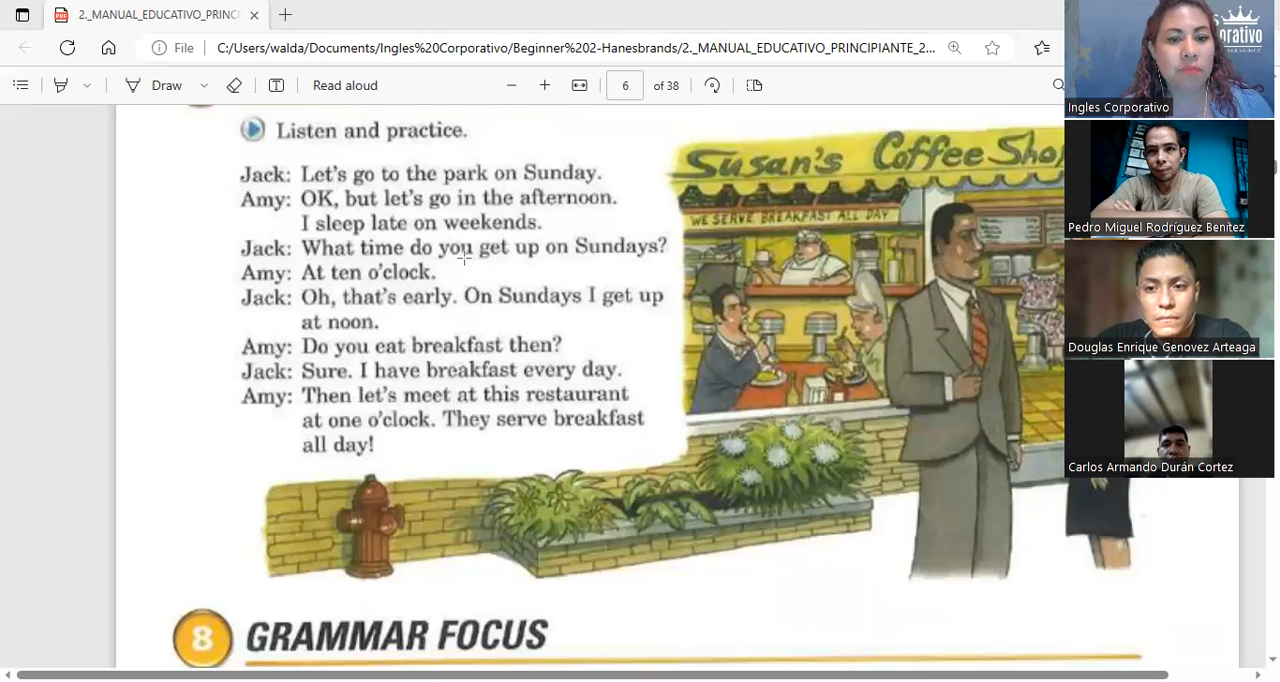 2._MANUAL_EDUCATIVO_PRINCI
File
C:/Users/walda/Documents/Ingles%20Corporativo/Beginner%202-Hanesbrands/2._MANUAL_EDUCATIVO_PRINCIPIANTE_2...
Draw
Read aloud
6 of 38
Listen and practice.
Jack: Let's go to the park on Sunday.
Amy: OK, but let's go in the afternoon.
I sleep late on weekends.
Jack: What time do you get up on Sundays?
Amy: At ten o'clock.
Jack: Oh, that's early. On Sundays I get up
at noon.
Amy: Do you eat breakfast then?
Jack: Sure. I have breakfast every day.
Amy: Then let's meet at this restaurant
at one o'clock. They serve breakfast
all day!
Susan's Coffee Sho
WE SERVE BREAKFAST ALL DAY
8 GRAMMAR FOCUS
orativo
Ingles Corporativo
Pedro Miguel Rodríguez Benítez
Douglas Enrique Genovez Arteaga
Carlos Armando Durán Cortez